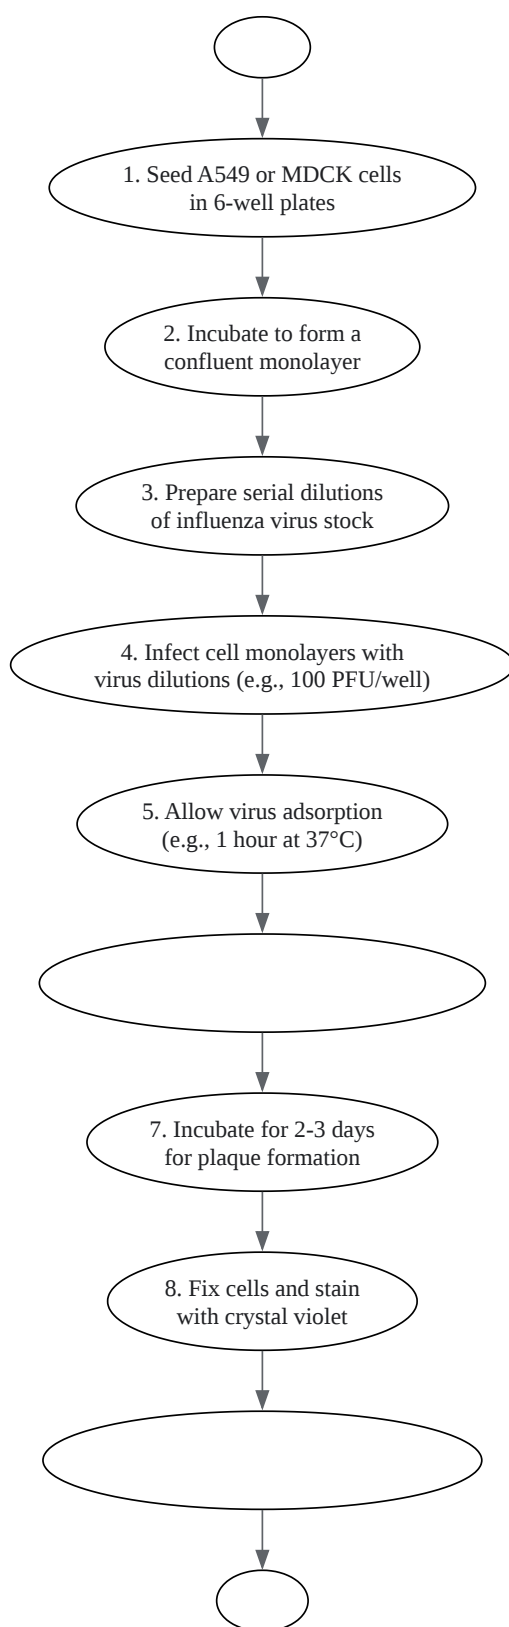 1. Seed A549 or MDCK cells
in 6-well plates
2. Incubate to form a
confluent monolayer
3. Prepare serial dilutions
of influenza virus stock
4. Infect cell monolayers with
virus dilutions (e.g., 100 PFU/well)
5. Allow virus adsorption
(e.g., 1 hour at 37°C)
7. Incubate for 2-3 days
for plaque formation
8. Fix cells and stain
with crystal violet